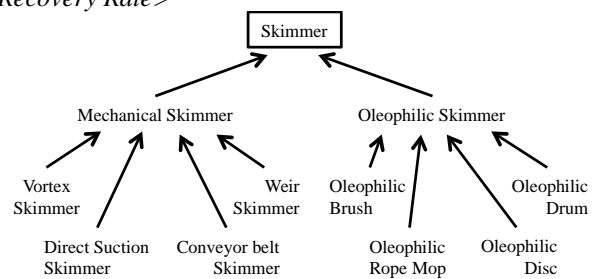 Recovery Rate>
Skimmer
Mechanical Skimmer
Oleophilic Skimmer
Vortex
Skimmer
Weir
Skimmer
Oleophilic
Brush
Oleophilic
Drum
Direct Suction
Skimmer
Conveyor belt
Skimmer
Oleophilic
Rope Mop
Oleophilic
Disc